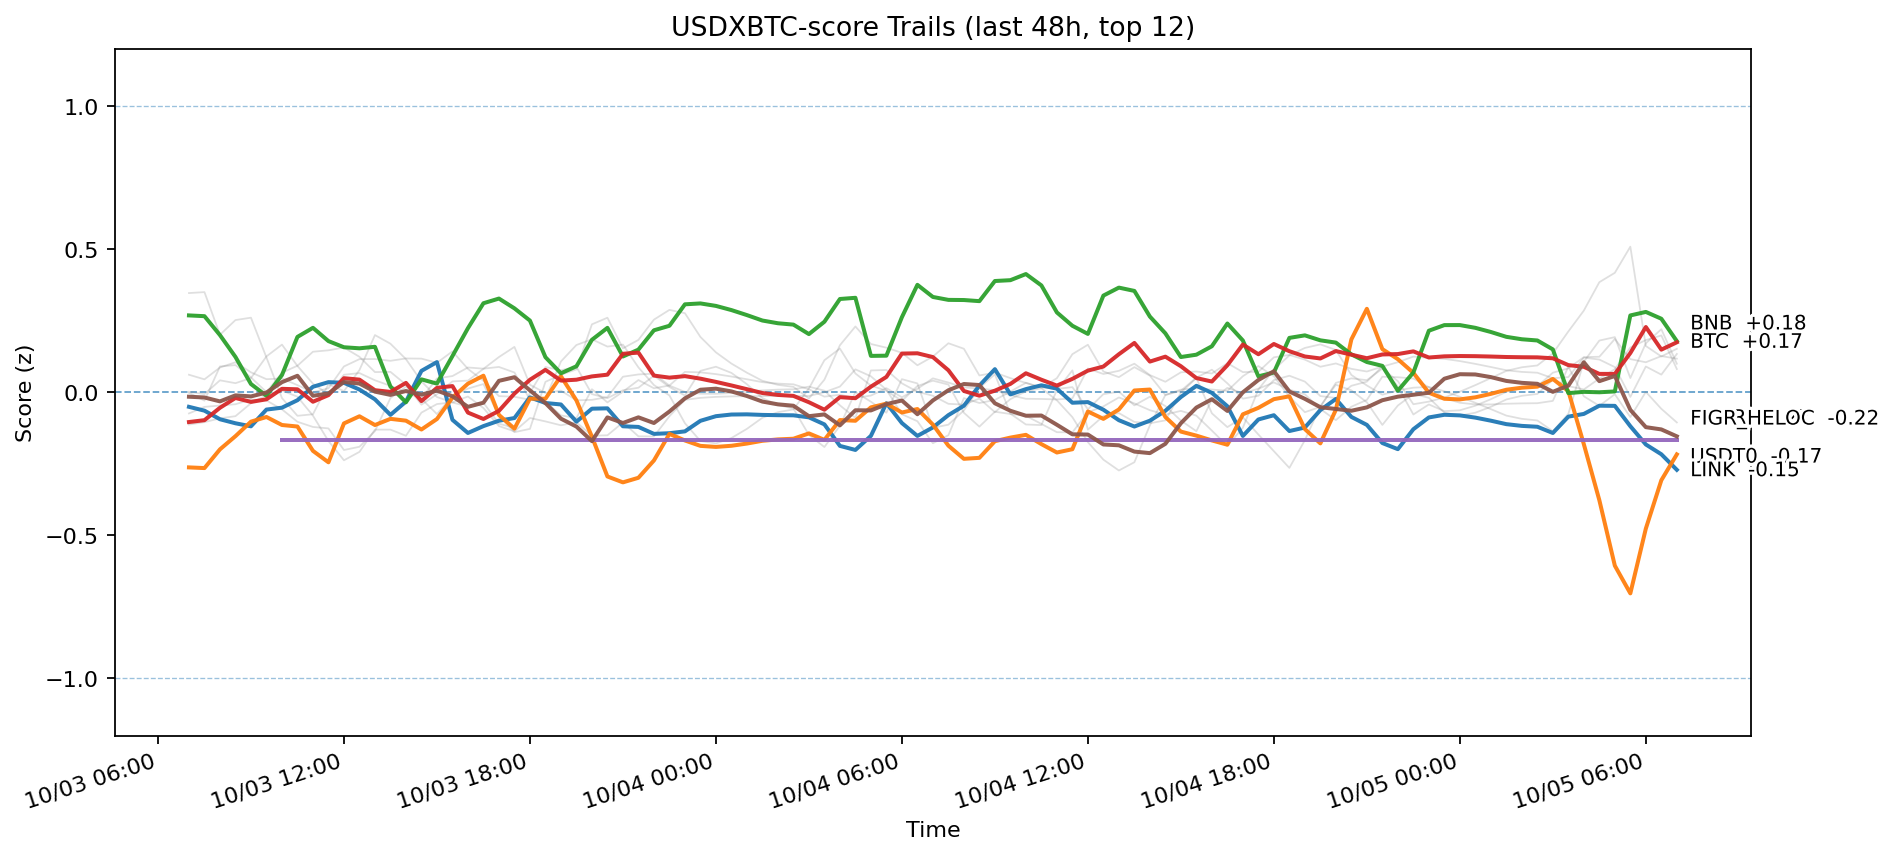 USDXBTC-score Trails (last 48h, top 12)
Score (z)
1.0
0.5
0.0
−0.5
−1.0
BNB +0.18
BTC +0.17
-0.22
USDT0 -0.17
LINK -0.15
10/03 06:00
10/03 12:00
10/03 18:00
10/04 00:00
10/04 06:00
10/04 12:00
10/04 18:00
10/05 00:00
10/05 06:00
Time